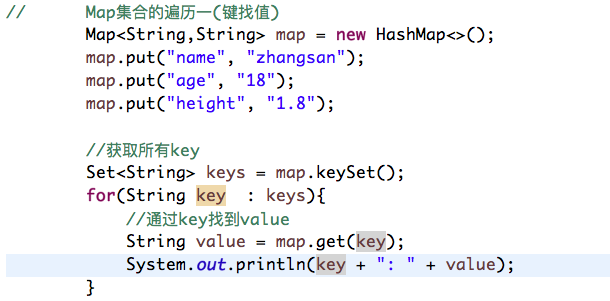 //      Map集合的遍历一(键找值)
        Map<String,String> map = new HashMap<>();
        map.put("name", "zhangsan");
        map.put("age", "18");
        map.put("height", "1.8");

        //获取所有key
        Set<String> keys = map.keySet();
        for(String key  : keys){
            //通过key找到value
            String value = map.get(key);
            System.out.println(key + ": " + value);
        }